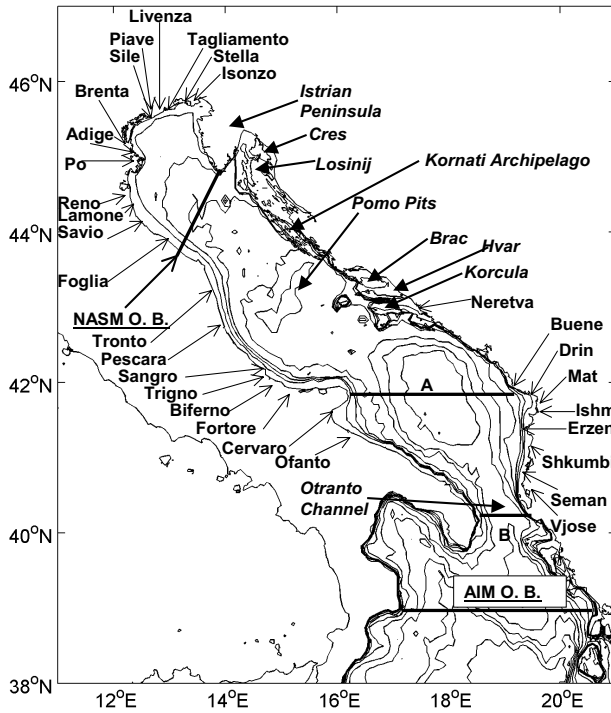 Livenza
Piave
Tagliamento
Sile
Stella
Isonzo
46°N
Brenta
Istrian
Peninsula
Adige
Cres
Po
Losinij
Kornati Archipelago
Reno
Pomo Pits
Lamone
Savio
44°N
Brac
Hvar
Foglia
Korcula
Neretva
NASM O. B.
Tronto
Buene
Pescara
Drin
Sangro
Mat
42°N
A
Trigno
Biferno
Ishm
Fortore
Erzen
Cervaro
Ofanto
Shkumbi
Otranto
Channel
Seman
40°N
B
Vjose
AIM O. B.
38°N
12°E
14°E
16°E
18°E
20°E